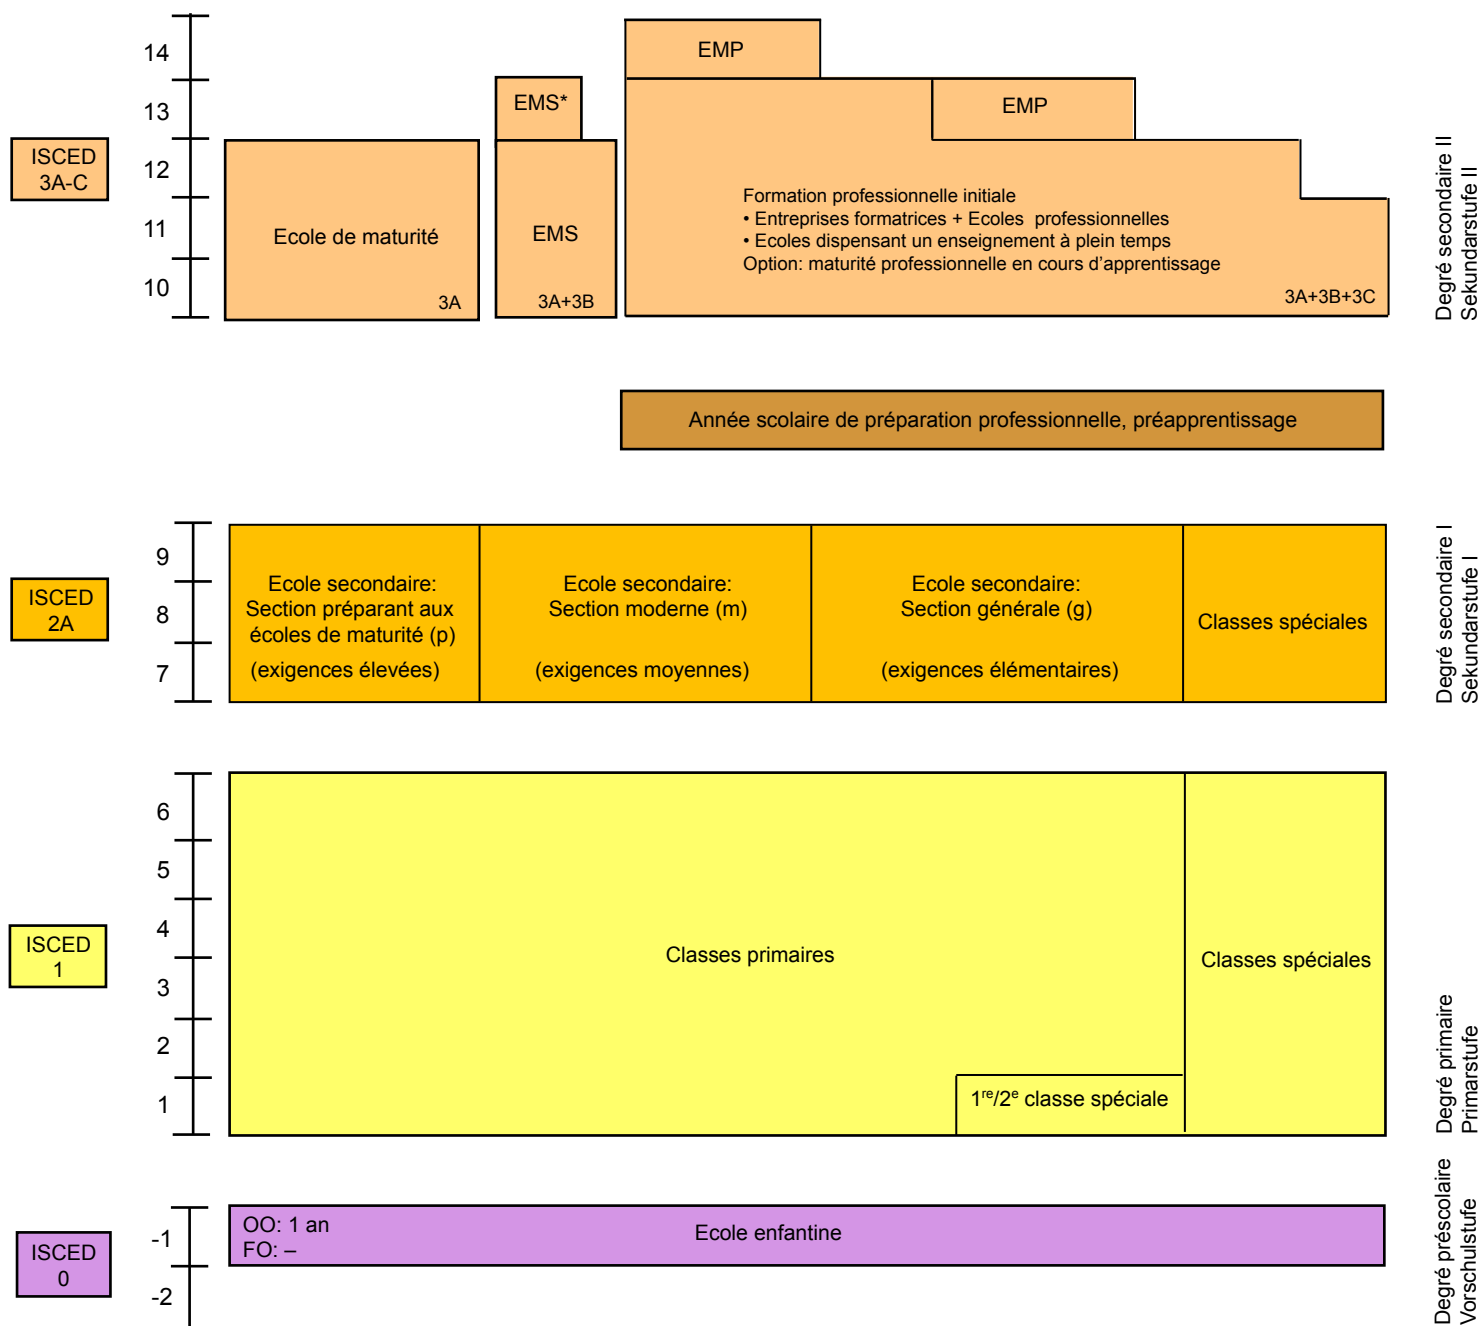 14
EMP
13
EMS*
EMP
ISCED
3A-C
12
11
10
Ecole de maturité
3A
EMS
3A+3B
Formation professionnelle initiale
• Entreprises formatrices + Ecoles professionnelles
• Ecoles dispensant un enseignement à plein temps
Option: maturité professionnelle en cours d'apprentissage
3A+3B+3C
Degré secondaire II
Sekundarstufe II
Année scolaire de préparation professionnelle, préapprentissage
ISCED
2A
9
8
7
Ecole secondaire:
Section préparant aux
écoles de maturité (p)
(exigences élevées)
Ecole secondaire:
Section moderne (m)
(exigences moyennes)
Ecole secondaire:
Section générale (g)
(exigences élémentaires)
Classes spéciales
Degré secondaire I
Sekundarstufe I
ISCED
1
6
5
4
3
2
1
Classes primaires
1re/2e classe spéciale
Classes spéciales
Degré primaire
Primarstufe
ISCED
0
-1
-2
OO: 1 an
FO: –
Ecole enfantine
Degré préscolaire
Vorschulstufe